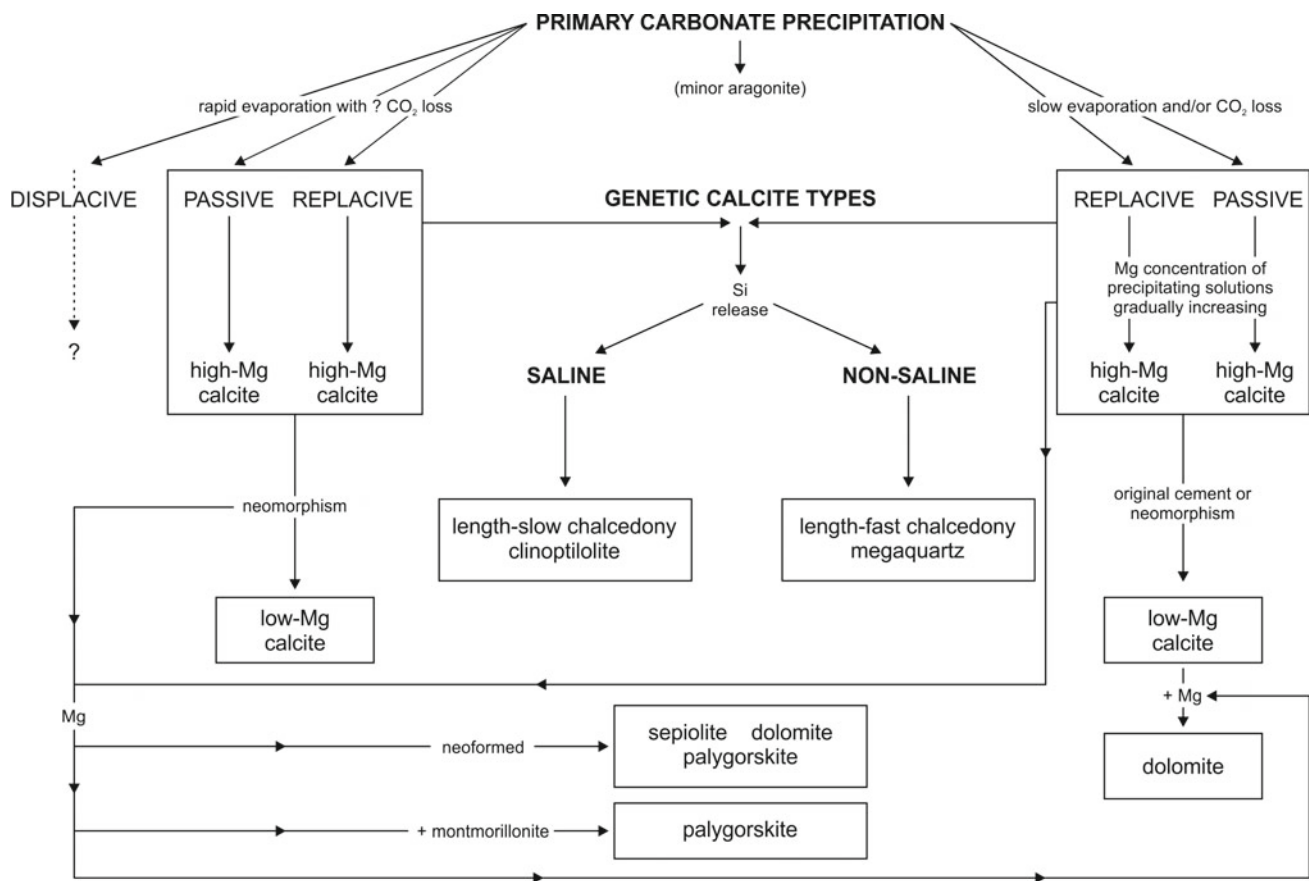 PRIMARY CARBONATE PRECIPITATION
(minor aragonite)
rapid evaporation with ? CO₂ loss
slow evaporation and/or CO₂ loss
DISPLACIVE
PASSIVE REPLACIVE
GENETIC CALCITE TYPES
REPLACIVE PASSIVE
Mg concentration of
precipitating solutions
gradually increasing
Si
release
?
high-Mg
calcite
high-Mg
calcite
SALINE
NON-SALINE
high-Mg
calcite
high-Mg
calcite
neomorphism
length-slow chalcedony
clinoptilolite
length-fast chalcedony
megaquartz
original cement or
neomorphism
low-Mg
calcite
low-Mg
calcite
+ Mg
Mg
neoformed
sepiolite dolomite
palygorskite
dolomite
+ montmorillonite
palygorskite